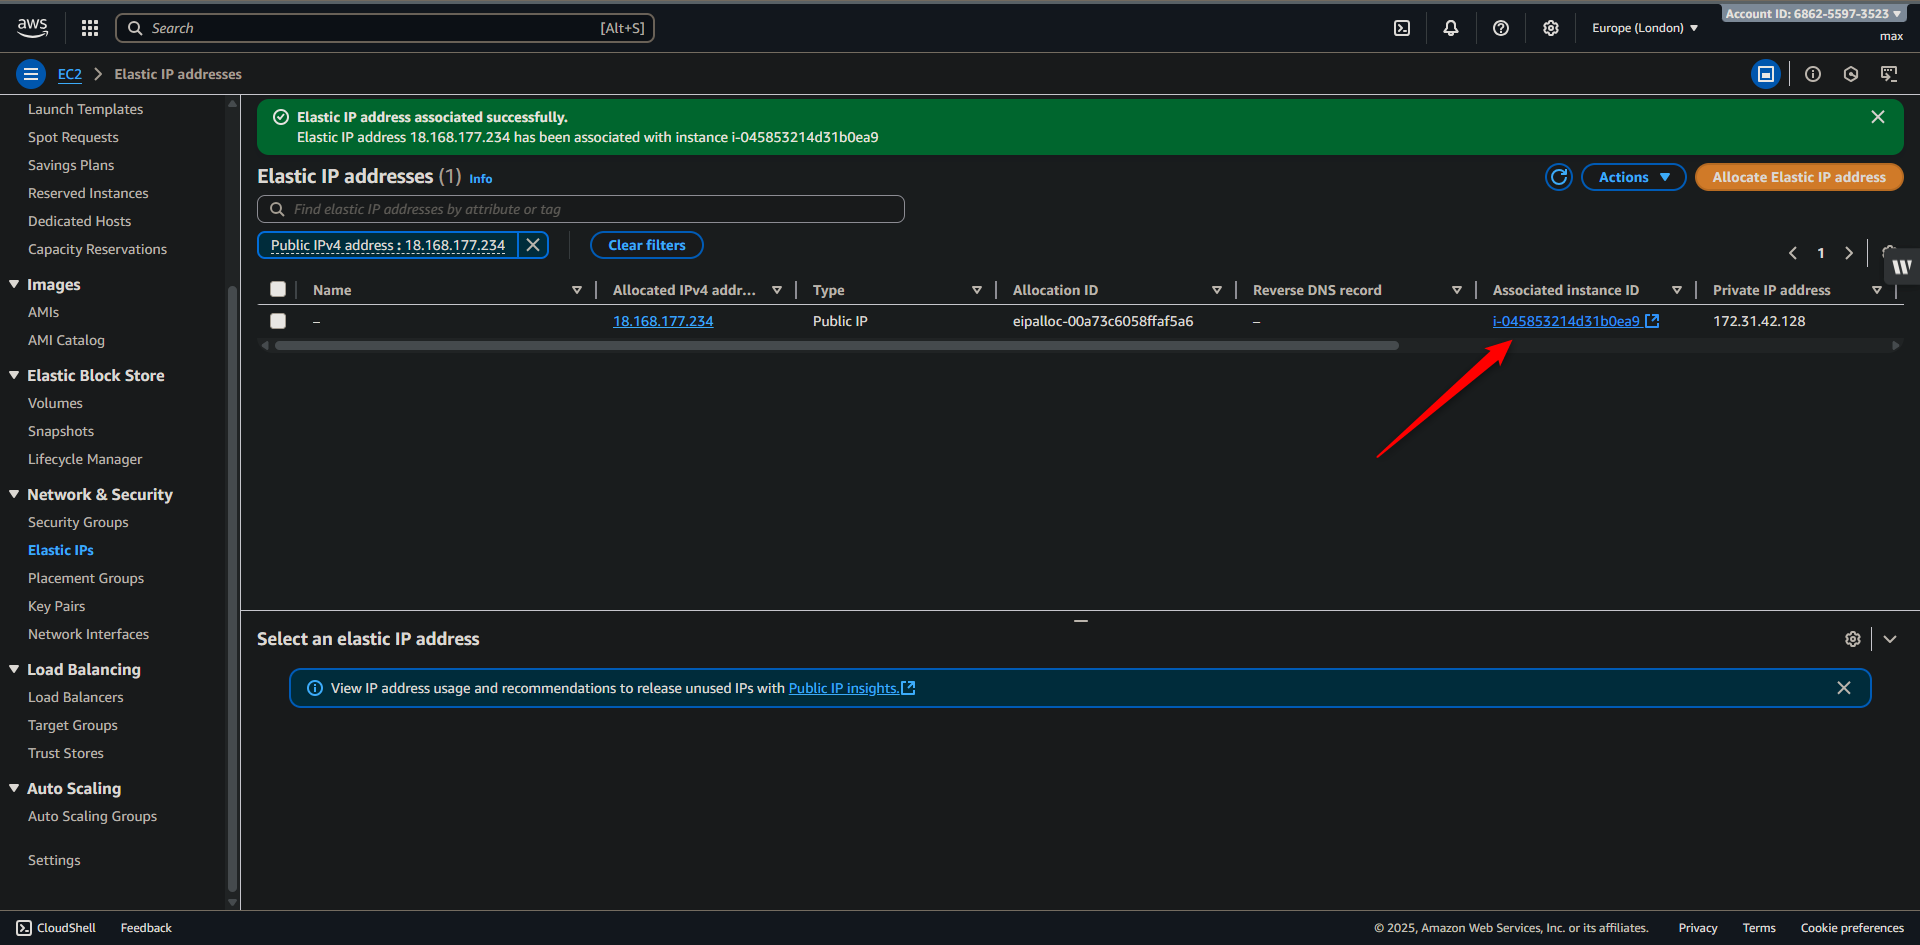 aws
Search
[Alt+S]
Europe (London)
Account ID: 6862-5597-3523
max
EC2
Elastic IP addresses
Launch Templates
Spot Requests
Savings Plans
Reserved Instances
Dedicated Hosts
Capacity Reservations
Images
AMIs
AMI Catalog
Elastic Block Store
Volumes
Snapshots
Lifecycle Manager
Network & Security
Security Groups
Elastic IPs
Placement Groups
Key Pairs
Network Interfaces
Load Balancing
Load Balancers
Target Groups
Trust Stores
Auto Scaling
Auto Scaling Groups
Settings
Elastic IP address associated successfully.
Elastic IP address 18.168.177.234 has been associated with instance i-045853214d31b0ea9
Elastic IP addresses (1) Info
Actions
Allocate Elastic IP address
Find elastic IP addresses by attribute or tag
Public IPv4 address : 18.168.177.234
Clear filters
1
Name Allocated IPv4 addr... Type Allocation ID Reverse DNS record Associated instance ID Private IP address
– 18.168.177.234 Public IP eipalloc-00a73c6058ffaf5a6 – i-045853214d31b0ea9 172.31.42.128
Select an elastic IP address
View IP address usage and recommendations to release unused IPs with Public IP insights.
CloudShell Feedback © 2025, Amazon Web Services, Inc. or its affiliates. Privacy Terms Cookie preferences